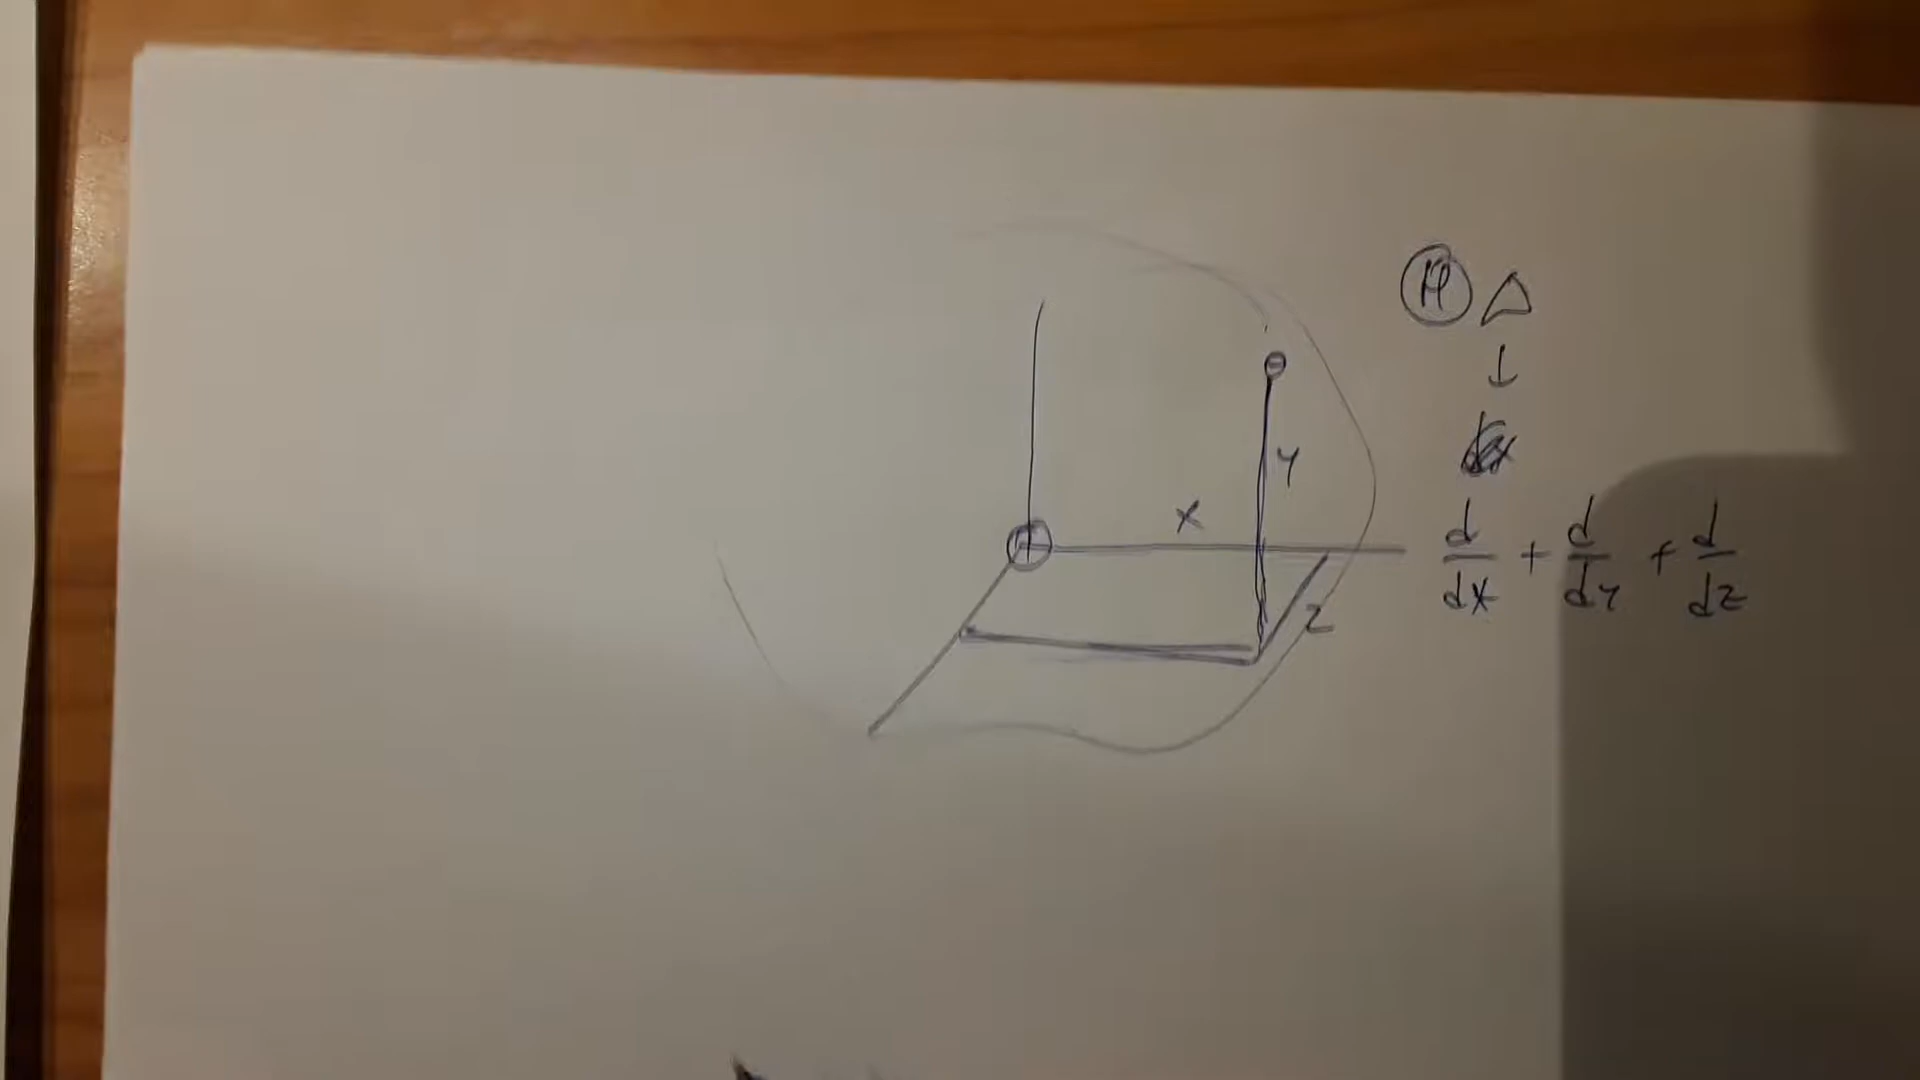 H △
↓
d/dx + d/dy + d/dz
y
x
z